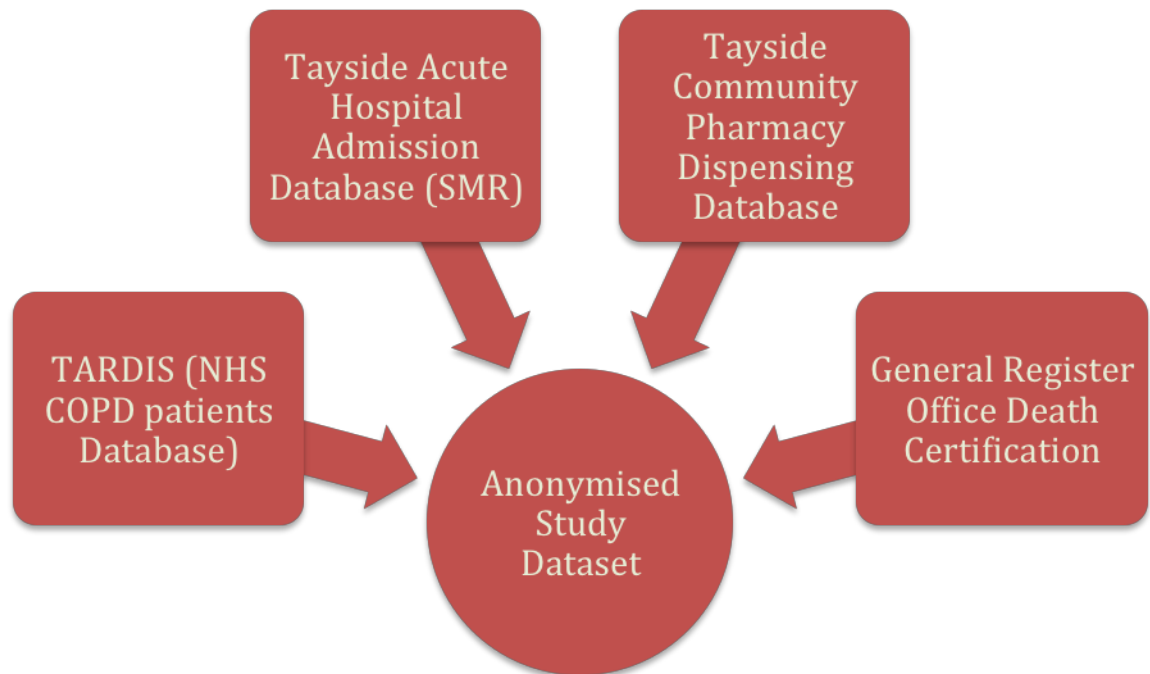 Tayside Acute
Hospital
Admission
Database (SMR)
Tayside
Community
Pharmacy
Dispensing
Database
TARDIS (NHS
COPD patients
Database)
General Register
Office Death
Certification
Anonymised
Study
Dataset